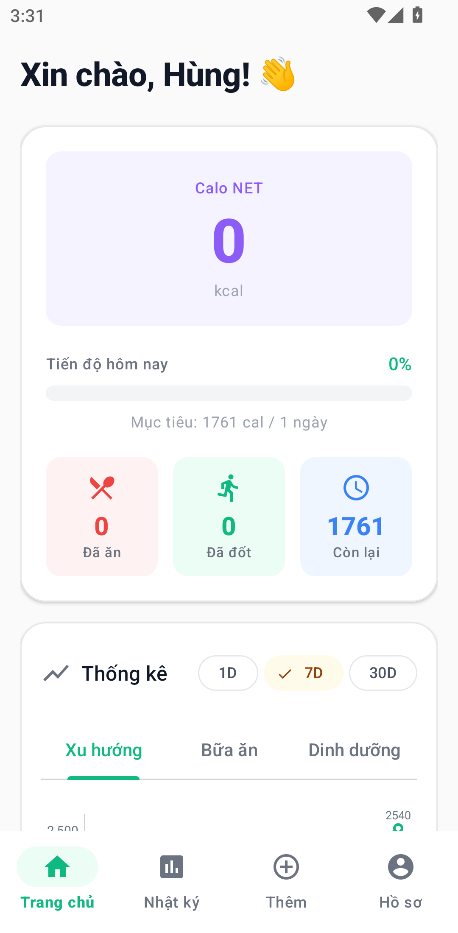 3:31
Xin chào, Hùng! 👋
Calo NET
0
kcal
Tiến độ hôm nay 0%
Mục tiêu: 1761 cal / 1 ngày
0 0 1761
Đã ăn Đã đốt Còn lại
Thống kê 1D 7D 30D
Xu hướng Bữa ăn Dinh dưỡng
2540
2,500
Trang chủ Nhật ký Thêm Hồ sơ